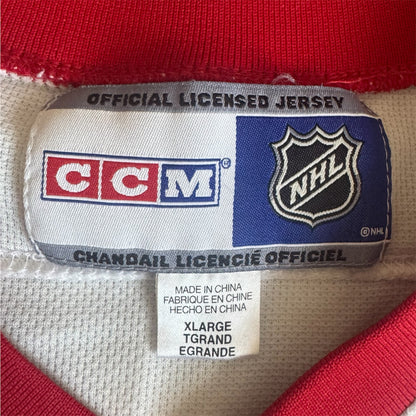 OFFICIAL LICENSED JERSEY
CCM®
NHL
©NHL
CHANDAIL LICENCIÉ OFFICIEL
MADE IN CHINA
FABRIQUE EN CHINE
HECHO EN CHINA
XLARGE
TGRAND
EGRANDE